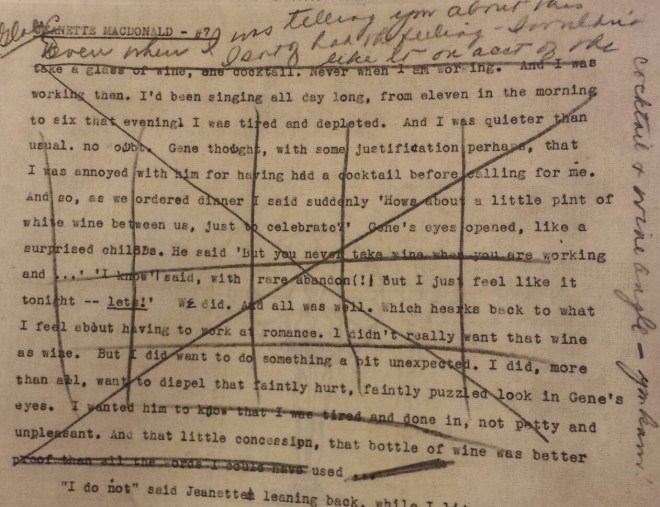 Gladys
I was telling you about this
Even when I sort of had the feeling - I wouldn't
like it on acct of the
cocktail & wine angle -
JEANETTE MACDONALD - #7
take a glass of wine, one cocktail. Never when I am working. And I was
working then. I'd been singing all day long, from eleven in the morning
to six that evening! I was tired and depleted. And I was quieter than
usual. no oubt. Gene thought, with some justification perhaps, that
I was annoyed with him for having had a cocktail before calling for me.
And so, as we ordered dinner I said suddenly 'Hows about a little pint of
white wine between us, just to celebrate?' Gene's eyes opened, like a
surprised childs. He said 'But you never take wine when you are working
and ...' 'I know' I said, with rare abandon(!) But I just feel like it
tonight -- lets!' We did. And all was well. Which hearks back to what
I feel about having to work at romance. I didn't really want that wine
as wine. But I did want to do something a bit unexpected. I did, more
than all, want to dispel that faintly hurt, faintly puzzled look in Gene's
eyes. I wanted him to know that I was tired and done in, not petty and
unpleasant. And that little concession, that bottle of wine was better
proof than all the words I could have used ...
"I do not" said Jeanette leaning back, while I